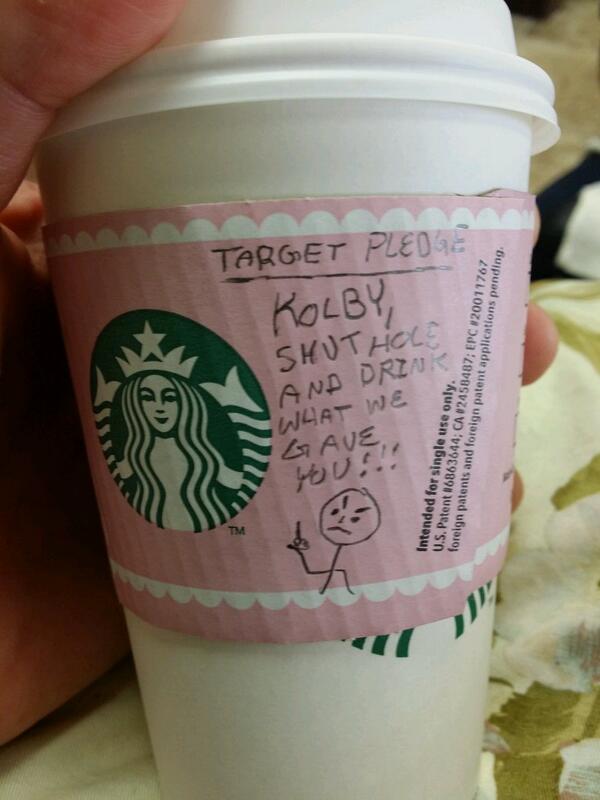 TARGET PLEDGE
KOLBY,
SHUT HOLE
AND DRINK
WHAT WE
GAVE
YOU!!!
TM
Intended for single use only.
U.S. Patent #6863644; CA #2458487; EPC #20011767
foreign patents and foreign patent applications pending.